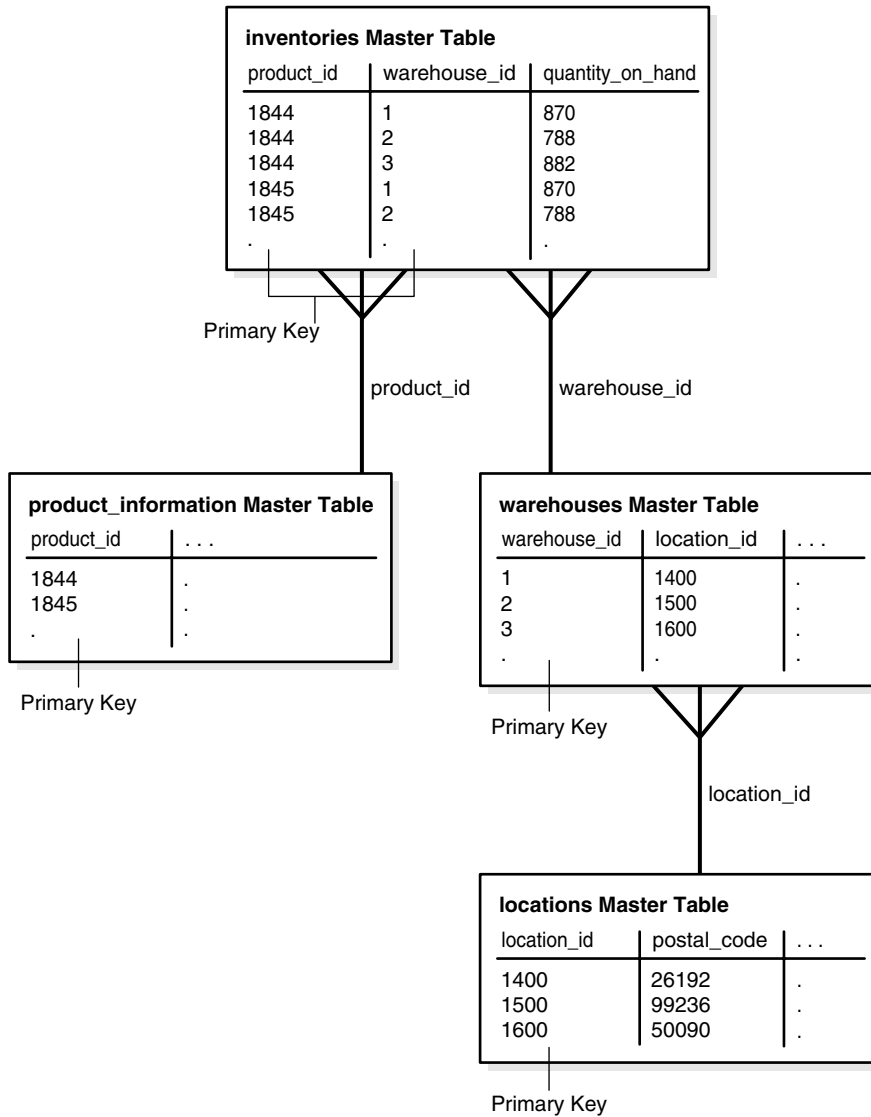 inventories Master Table
product_id warehouse_id quantity_on_hand
1844 1 870
1844 2 788
1844 3 882
1845 1 870
1845 2 788
. . .
Primary Key
product_id warehouse_id
product_information Master Table
product_id . . .
1844 .
1845 .
. .
Primary Key
warehouses Master Table
warehouse_id location_id . . .
1 1400 .
2 1500 .
3 1600 .
. . .
Primary Key
location_id
locations Master Table
location_id postal_code . . .
1400 26192 .
1500 99236 .
1600 50090 .
Primary Key